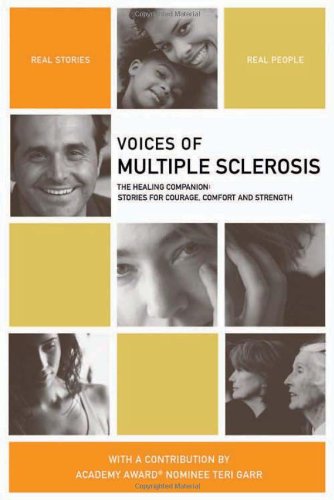 REAL STORIES
REAL PEOPLE
VOICES OF
MULTIPLE SCLEROSIS
THE HEALING COMPANION:
STORIES FOR COURAGE, COMFORT AND STRENGTH
WITH A CONTRIBUTION BY
ACADEMY AWARD® NOMINEE TERI GARR